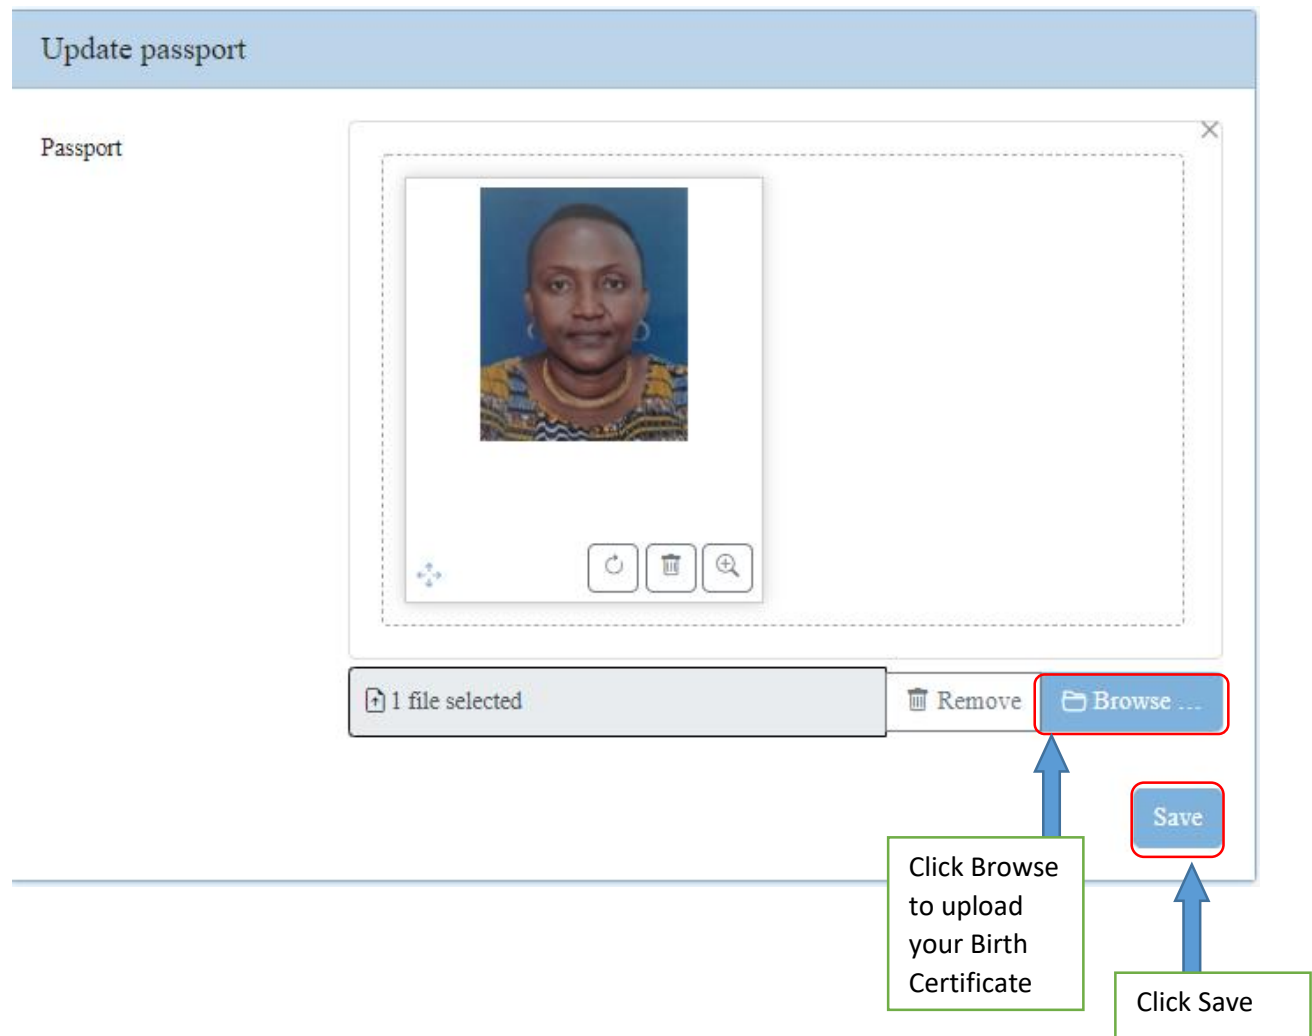 Update passport
Passport
1 file selected
Remove
Browse ...
Save
Click Browse
to upload
your Birth
Certificate
Click Save